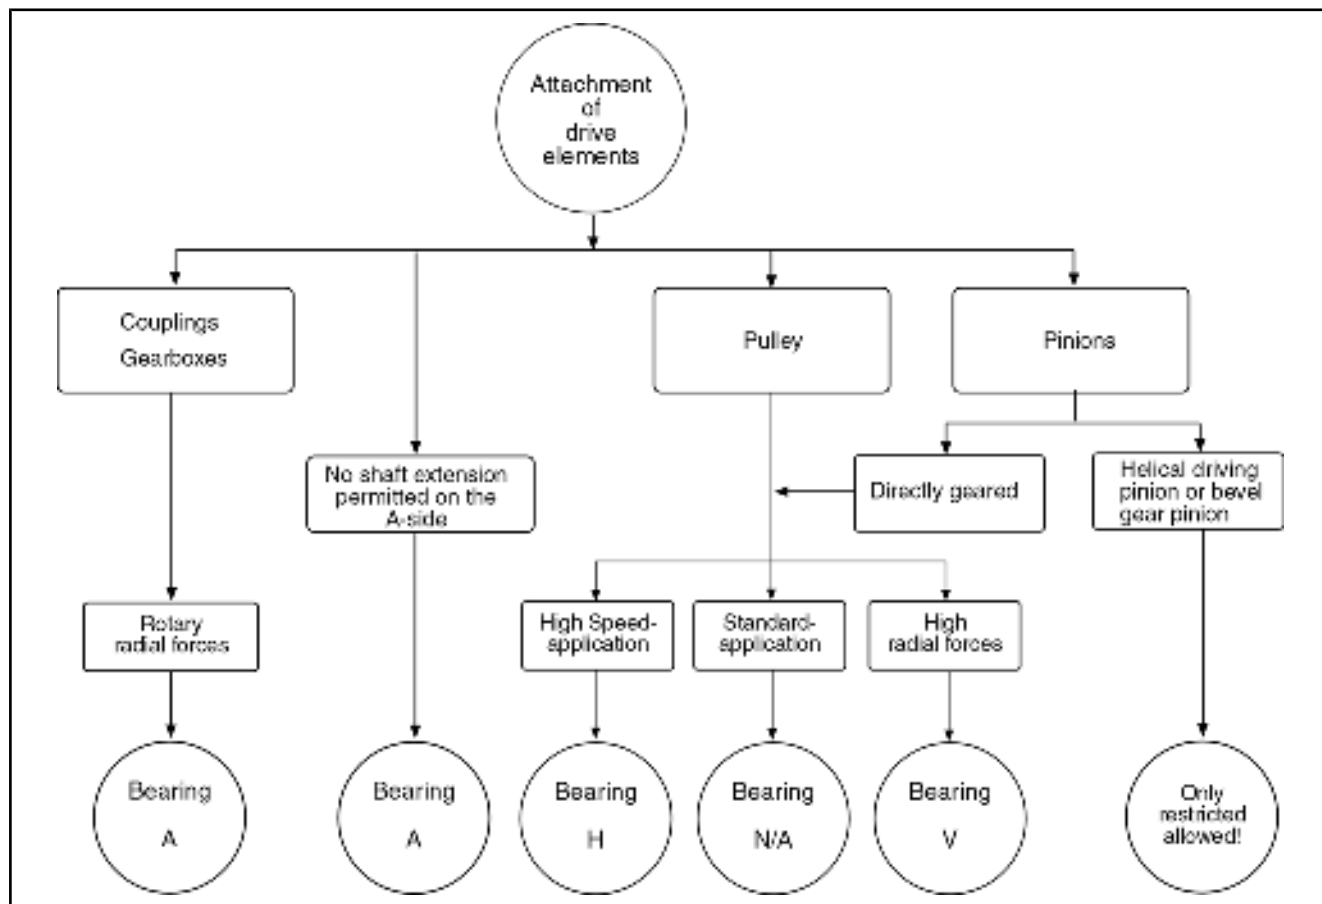 Attachment
of
drive
elements
Couplings
Gearboxes
Pulley
Pinions
No shaft extension
permitted on the
A-side
Directly geared
Helical driving
pinion or bevel
gear pinion
Rotary
radial forces
High Speed-
application
Standard-
application
High
radial forces
Bearing
A
Bearing
A
Bearing
H
Bearing
N/A
Bearing
V
Only
restricted
allowed!